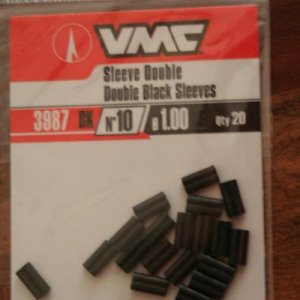 VMC
Sleeve Double
Double Black Sleeves
3987 BK N°10 ø1.00 Qty 20